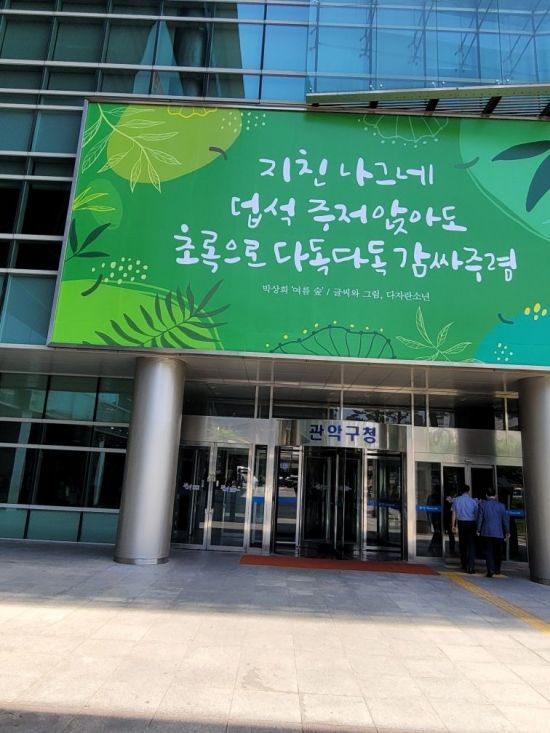 지친 나그네
덥석 주저앉아도
초록으로 다독다독 감싸주렴
박상희 '여름 숲' / 글씨와 그림, 다자란소년
관악구청